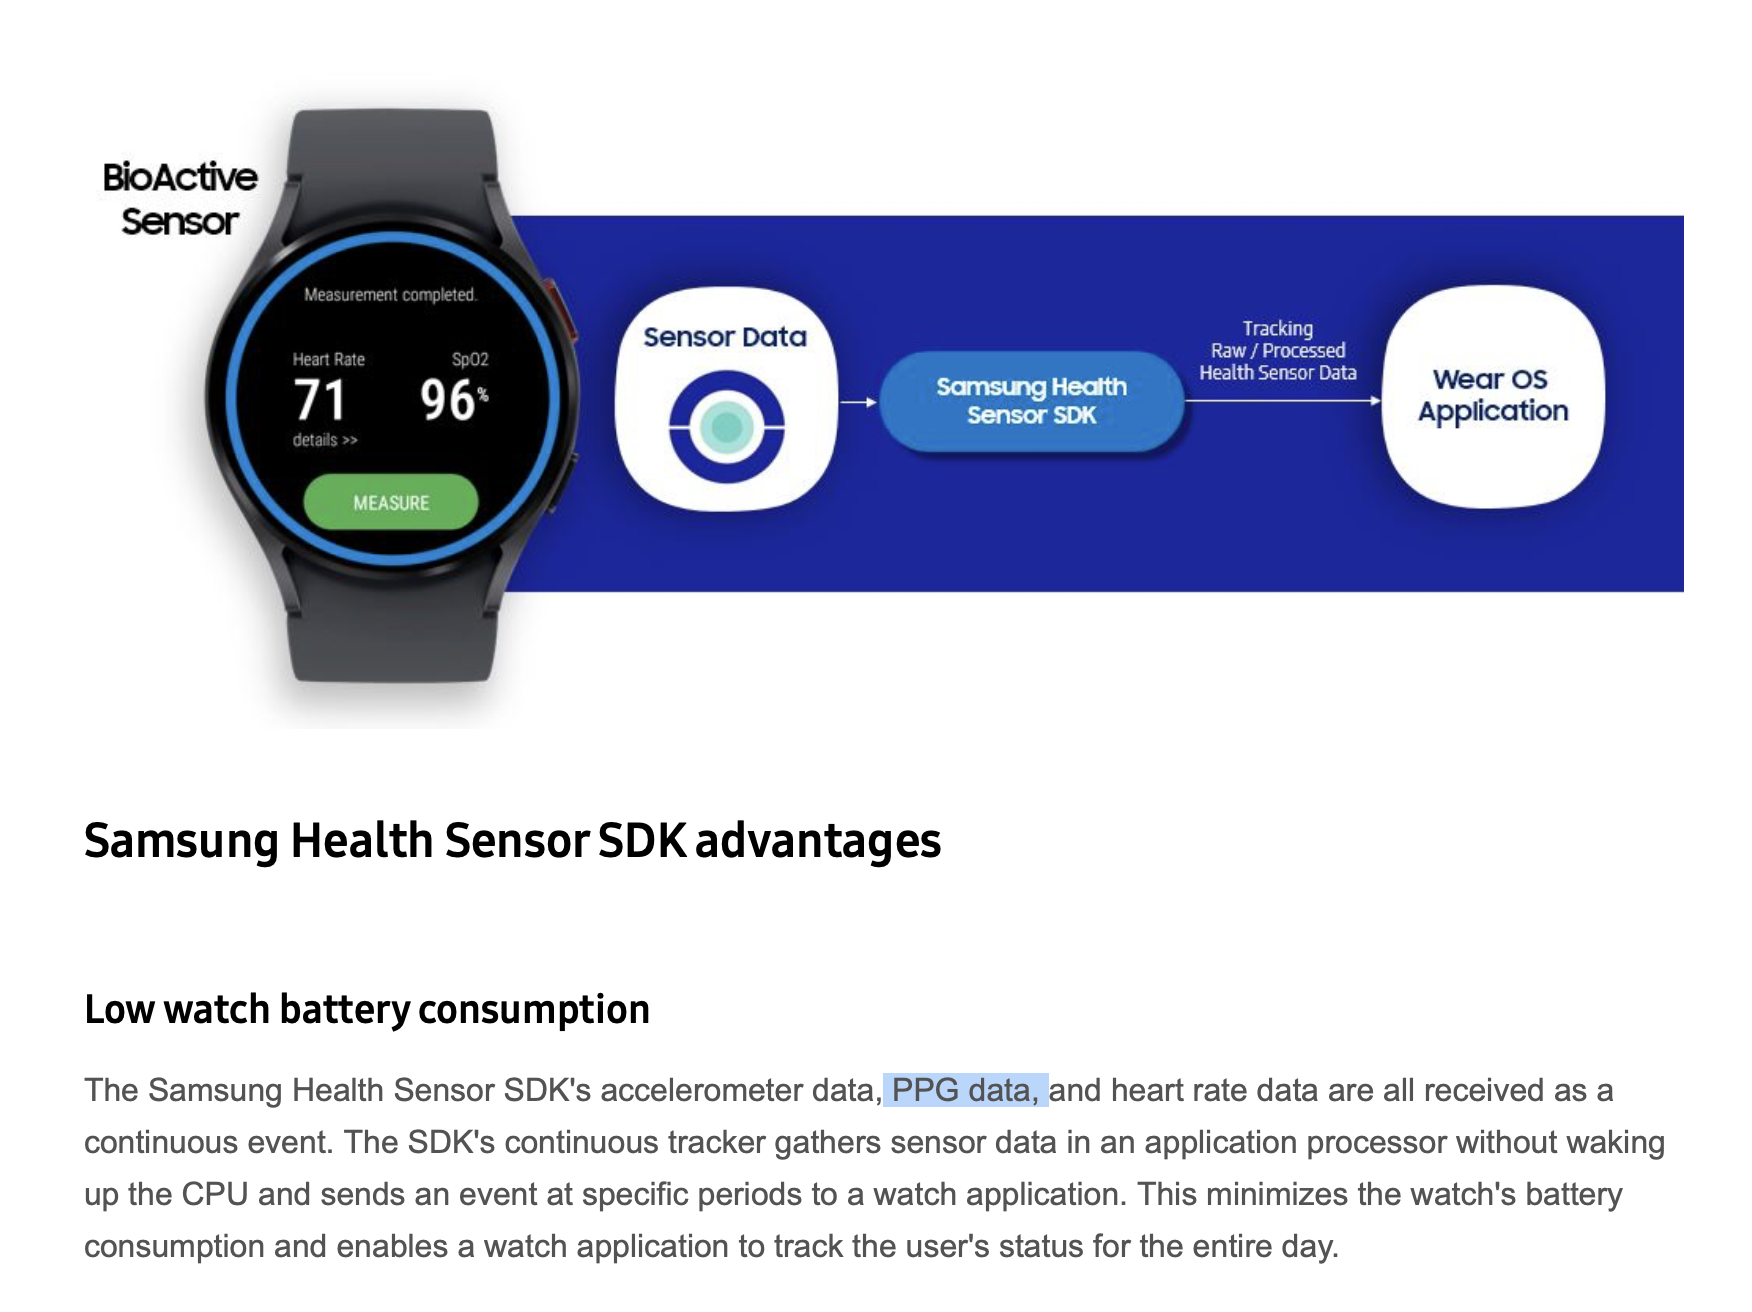 BioActive
Sensor
Measurement completed.
Heart Rate
SpO2
71
96%
details >>
MEASURE
Sensor Data
Samsung Health
Sensor SDK
Tracking
Raw / Processed
Health Sensor Data
Wear OS
Application
Samsung Health Sensor SDK advantages
Low watch battery consumption
The Samsung Health Sensor SDK's accelerometer data, PPG data, and heart rate data are all received as a
continuous event. The SDK's continuous tracker gathers sensor data in an application processor without waking
up the CPU and sends an event at specific periods to a watch application. This minimizes the watch's battery
consumption and enables a watch application to track the user's status for the entire day.